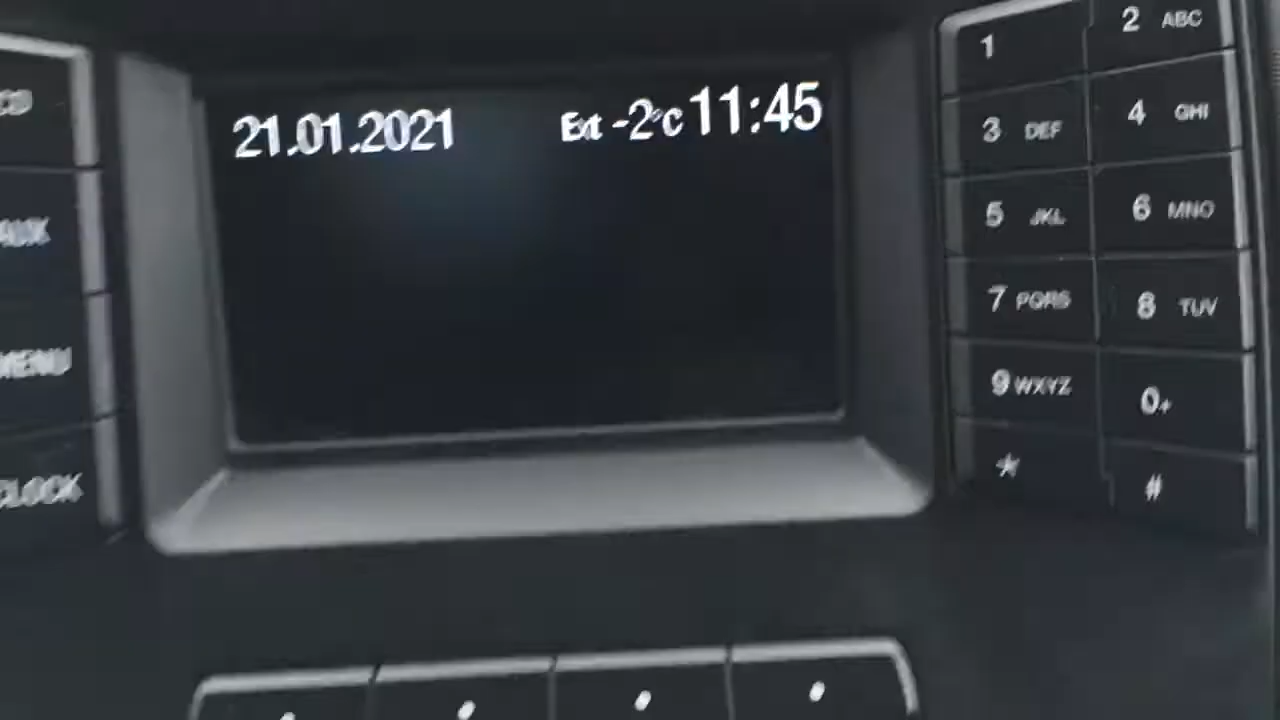 21.01.2021 Ext -2°C 11:45
CD
AUX
MENU
CLOCK
1
2 ABC
3 DEF
4 GHI
5 JKL
6 MNO
7 PQRS
8 TUV
9 WXYZ
0+
*
#